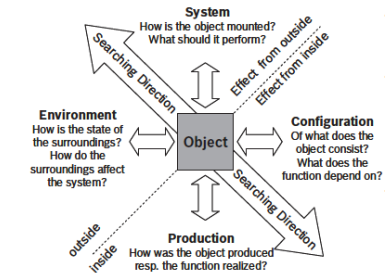 System
How is the object mounted?
What should it perform?
Searching Direction
Effect from outside
Effect from inside
Environment
How is the state of
the surroundings?
How do the
surroundings affect
the system?
Object
Configuration
Of what does the
object consist?
What does the
function depend on?
Searching Direction
outside
inside
Production
How was the object produced
resp. the function realized?